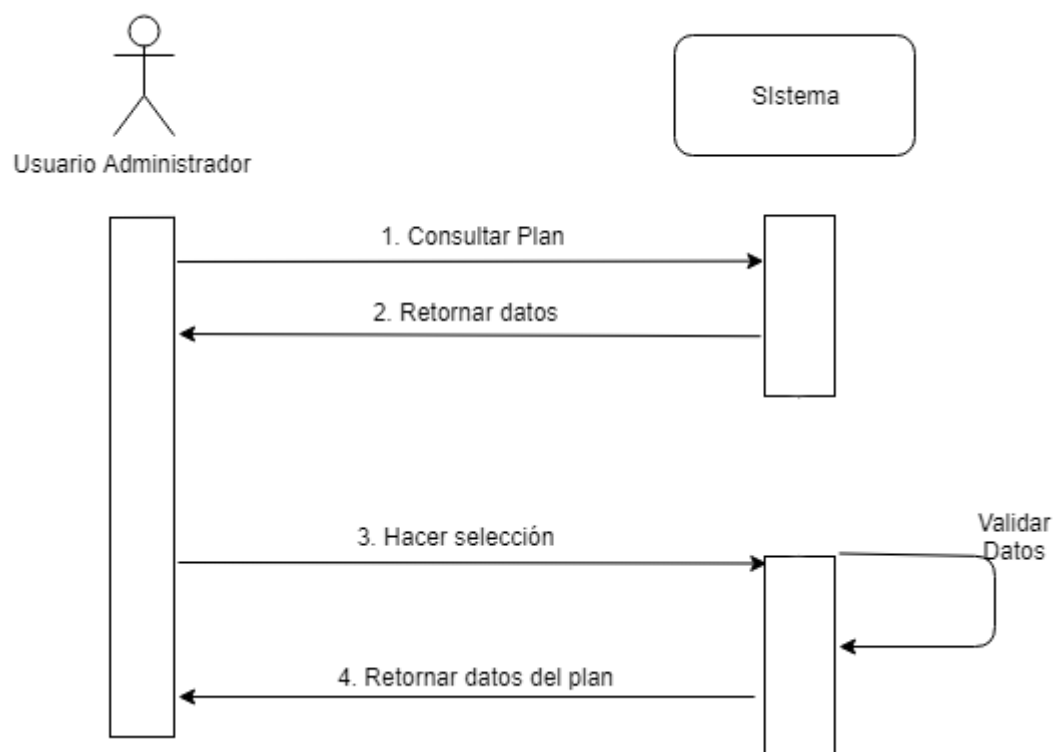 SIstema
Usuario Administrador
1. Consultar Plan
2. Retornar datos
Validar
Datos
3. Hacer selección
4. Retornar datos del plan